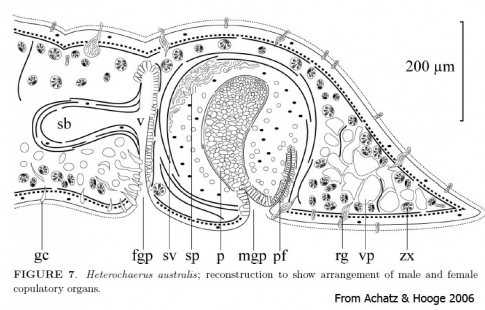 200 µm
sb
v
gc fgp sv sp p mgp pf rg vp zx
FIGURE 7. Heterochaerus australis; reconstruction to show arrangement of male and female
copulatory organs.
From Achatz & Hooge 2006